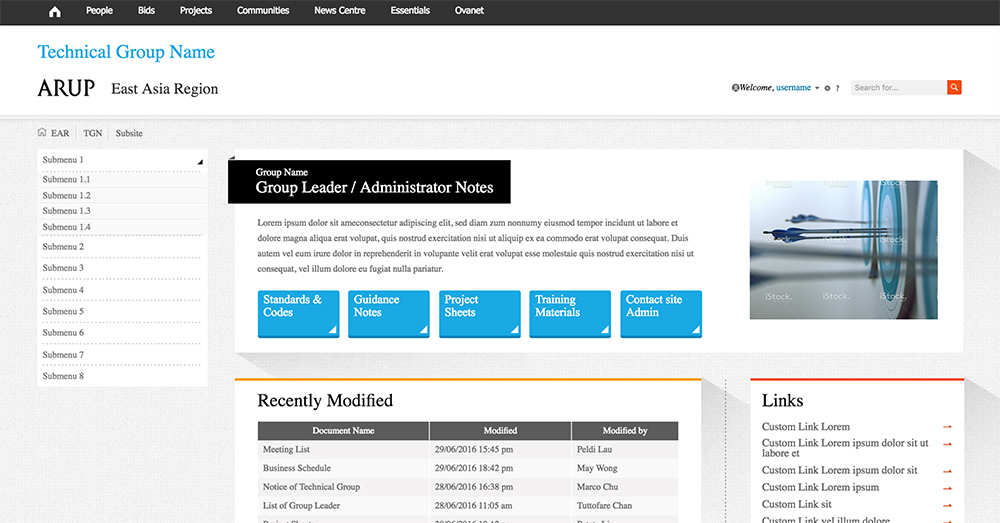 People Bids Projects Communities News Centre Essentials Ovanet
Technical Group Name
ARUP East Asia Region
Welcome, username ? Search for...
EAR TGN Subsite
Submenu 1
Submenu 1.1
Submenu 1.2
Submenu 1.3
Submenu 1.4
Submenu 2
Submenu 3
Submenu 4
Submenu 5
Submenu 6
Submenu 7
Submenu 8
Group Name
Group Leader / Administrator Notes
Lorem ipsum dolor sit ameconsectetur adipiscing elit, sed diam zum nonnumy eiusmod tempor incidunt ut labore et
dolore magna aliqua erat volupat, quis nostrud exercitation nisi ut aliquip ex ea commodo erat volupat consequat. Duis
autem vel eum irure dolor in reprehenderit in volupante velit erat volupat esse molestaie quis nostrud exercitation nisi ut
consequat, vel illum dolore eu fugiat nulla pariatur.
Standards &
Codes
Guidance
Notes
Project
Sheets
Training
Materials
Contact site
Admin
iStock.
iStock.
iStock.
iStock.
iStock.
iStock.
Recently Modified
Document Name Modified Modified by
Meeting List 29/06/2016 15:45 pm Peldi Lau
Business Schedule 29/06/2016 18:42 pm May Wong
Notice of Technical Group 28/06/2016 16:38 pm Marco Chu
List of Group Leader 28/06/2016 11:05 am Tuttofare Chan
Links
Custom Link Lorem
Custom Link Lorem ipsum dolor sit ut
labore et
Custom Link Lorem ipsum dolor sit
Custom Link Lorem ipsum
Custom Link sit
Custom Link vel illum dolore